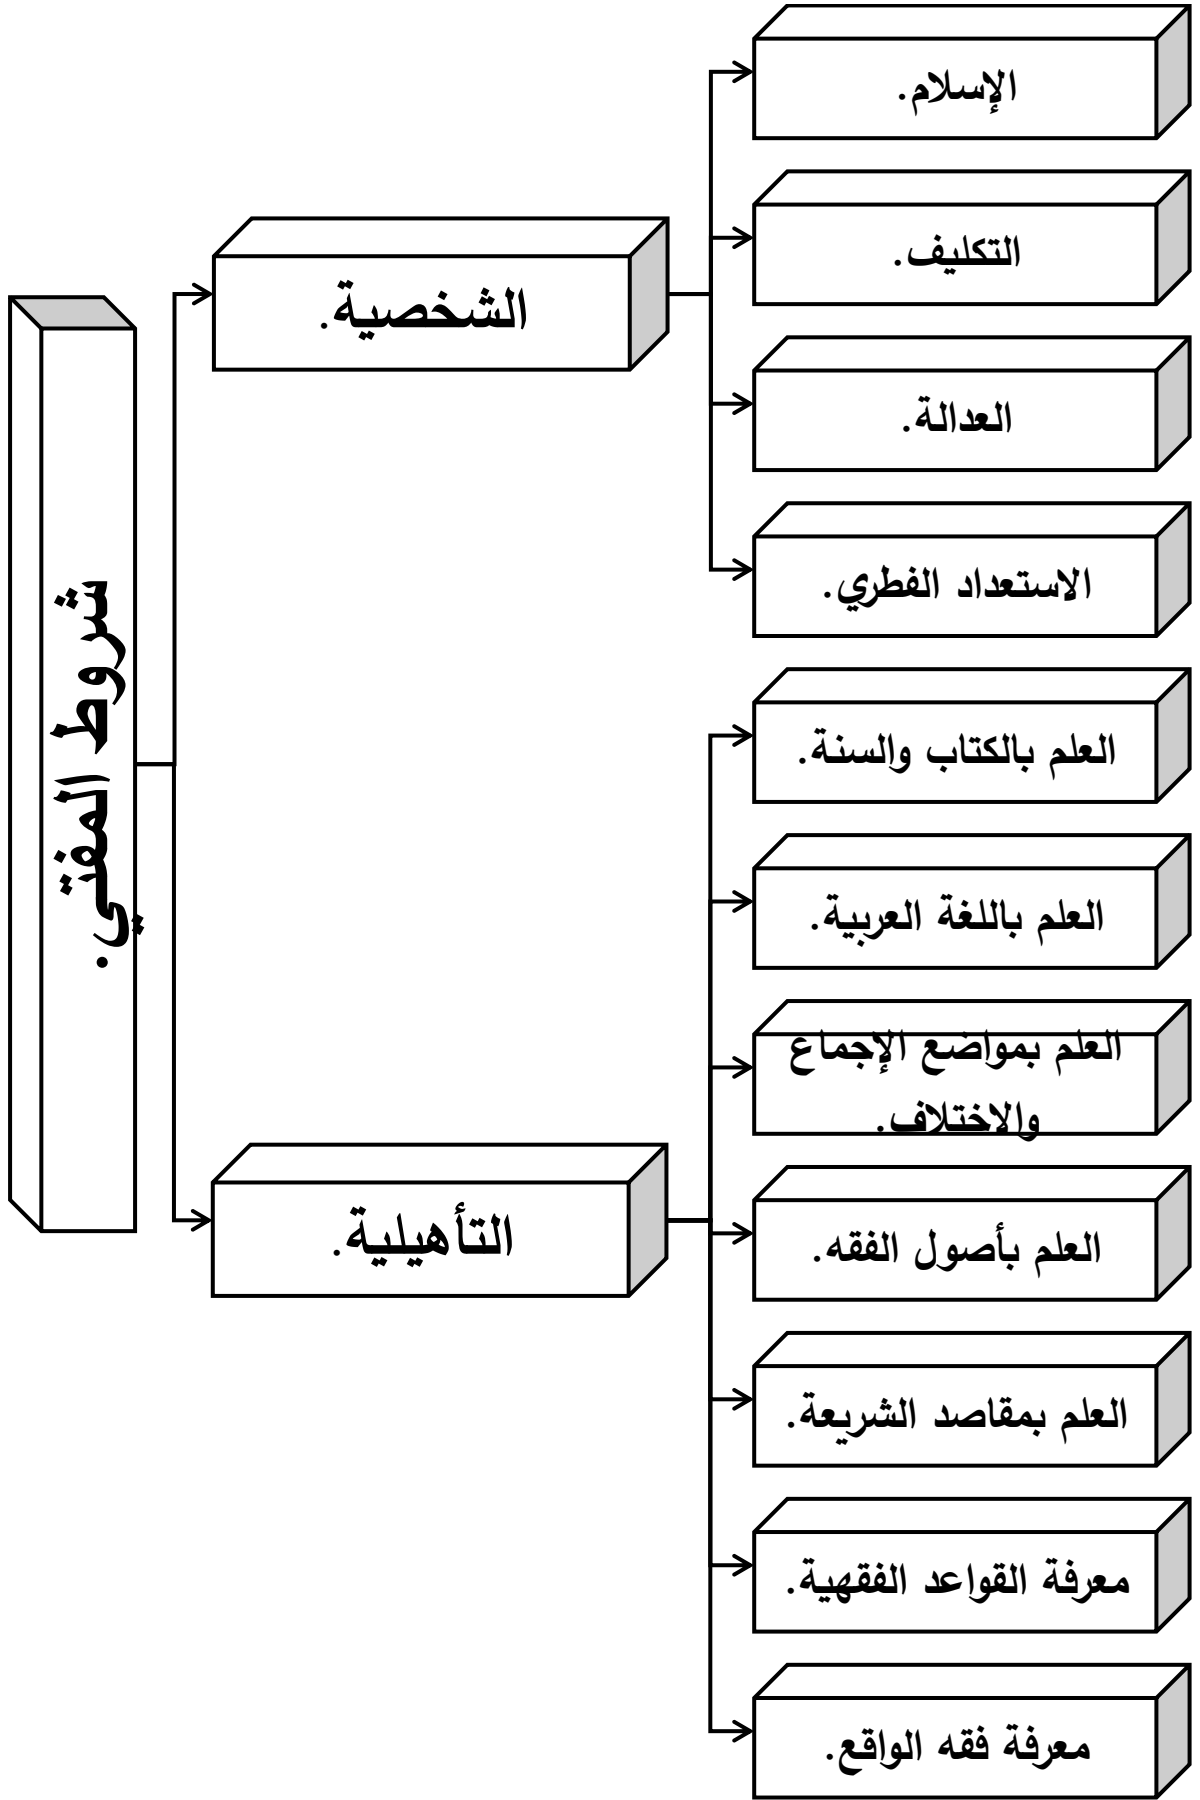 شروط المفتي.
الشخصية.
الإسلام.
التكليف.
العدالة.
الاستعداد الفطري.
التأهيلية.
العلم بالكتاب والسنة.
العلم باللغة العربية.
العلم بمواضع الإجماع
والاختلاف.
العلم بأصول الفقه.
العلم بمقاصد الشريعة.
معرفة القواعد الفقهية.
معرفة فقه الواقع.